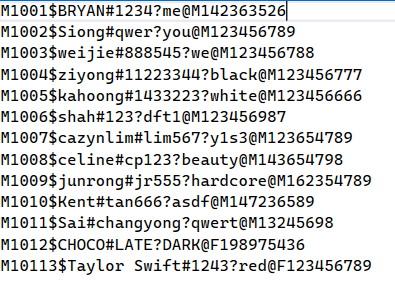 M1001$BRYAN#1234?me@M142363526
M1002$Siong#qwer?you@M123456789
M1003$weijie#888545?we@M123456788
M1004$ziyong#11223344?black@M123456777
M1005$kahoong#1433223?white@M123456666
M1006$shah#123?dft1@M123456987
M1007$cazynlim#lim567?y1s3@M123654789
M1008$celine#cp123?beauty@M143654798
M1009$junrong#jr555?hardcore@M162354789
M1010$Kent#tan666?asdf@M147236589
M1011$Sai#changyong?qwert@M13245698
M1012$CHOCO#LATE?DARK@F198975436
M10113$Taylor Swift#1243?red@F123456789